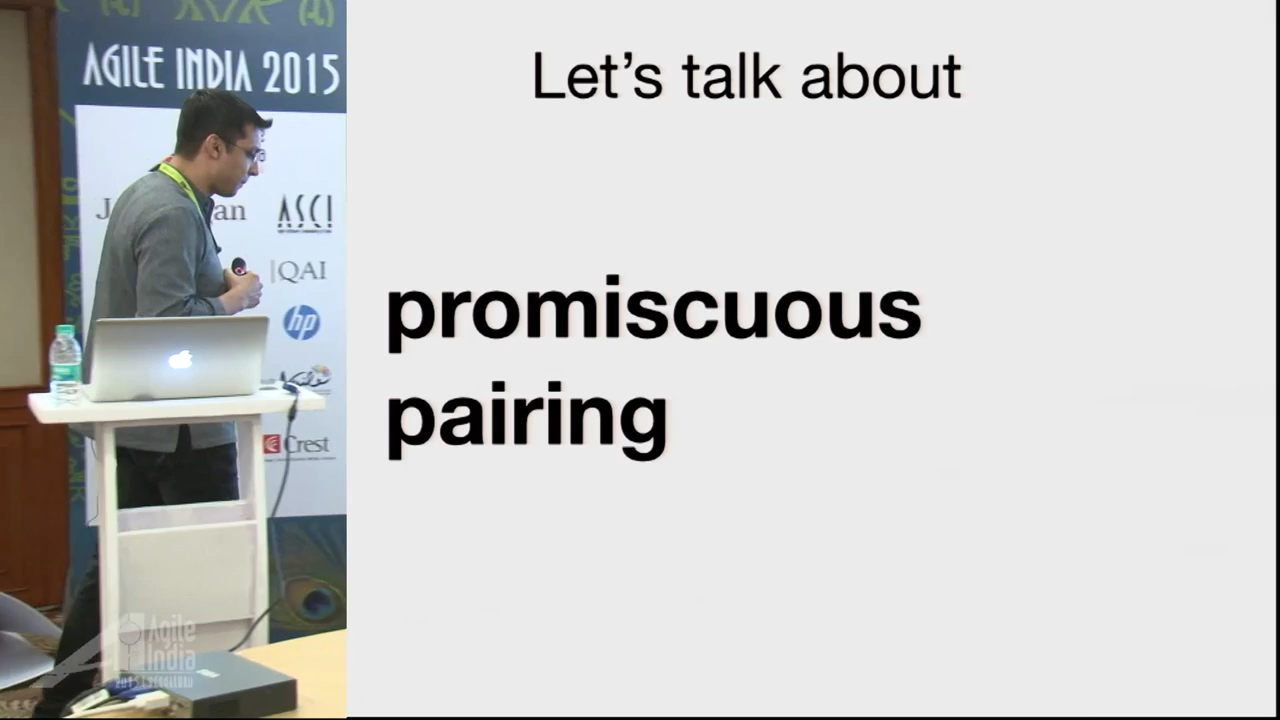 AGILE INDIA 2015
Let's talk about
promiscuous
pairing
ASCI
QAI
hp
Crest
Agile
India